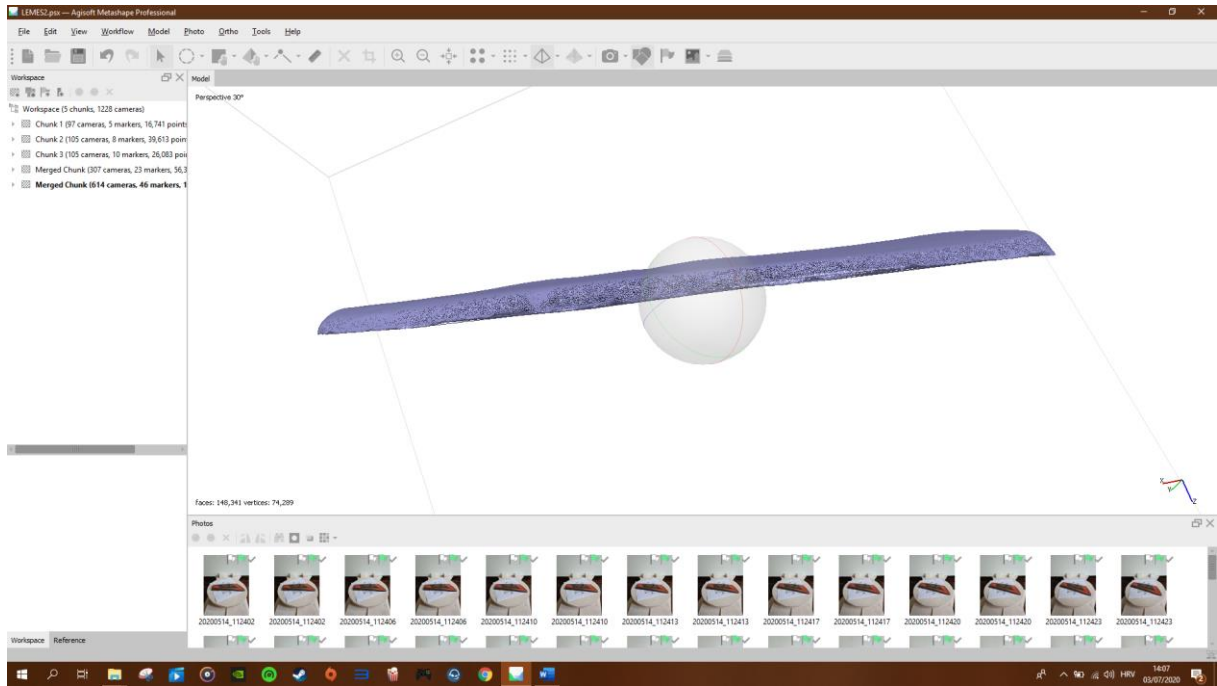 LEMES2.psx — Agisoft Metashape Professional
File Edit View Workflow Model Photo Ortho Tools Help
Workspace
Model
Perspective 30°
Workspace (5 chunks, 1228 cameras)
Chunk 1 (97 cameras, 5 markers, 16,741 points
Chunk 2 (105 cameras, 8 markers, 39,613 poin
Chunk 3 (105 cameras, 10 markers, 26,083 poi
Merged Chunk (307 cameras, 23 markers, 56,3
Merged Chunk (614 cameras, 46 markers, 1
X
Y
Z
faces: 148,341 vertices: 74,289
Photos
20200514_112402 20200514_112402 20200514_112406 20200514_112406 20200514_112410 20200514_112410 20200514_112413 20200514_112413 20200514_112417 20200514_112417 20200514_112420 20200514_112420 20200514_112423 20200514_112423
Workspace Reference
HRV
14:07
03/07/2020